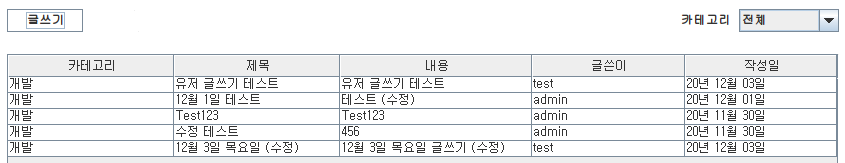 글쓰기 카테고리 전체
카테고리 제목 내용 글쓴이 작성일
개발 유저 글쓰기 테스트 유저 글쓰기 테스트 test 20년 12월 03일
개발 12월 1일 테스트 테스트 (수정) admin 20년 12월 01일
개발 Test123 Test123 admin 20년 11월 30일
개발 수정 테스트 456 admin 20년 11월 30일
개발 12월 3일 목요일 (수정) 12월 3일 목요일 글쓰기 (수정) test 20년 12월 03일